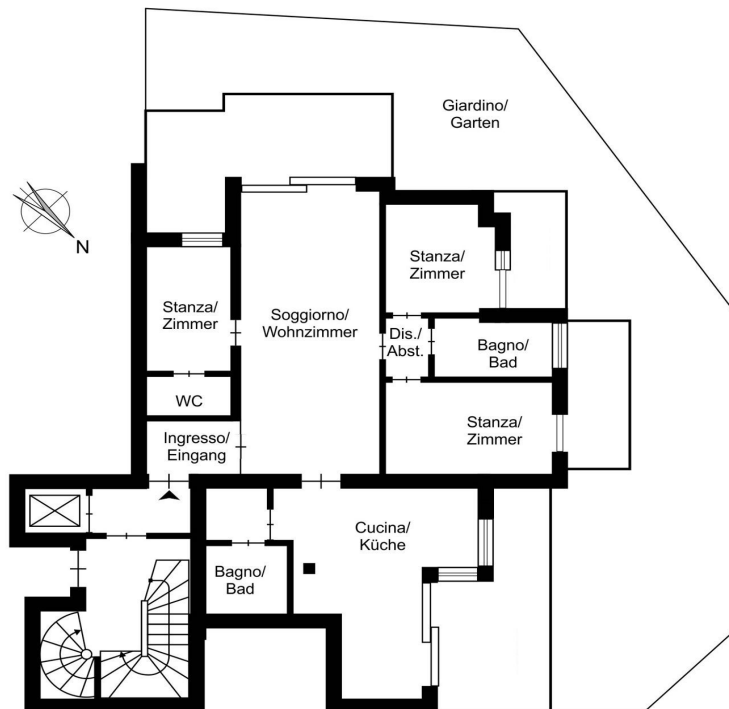 Giardino/
Garten
N
Stanza/
Zimmer
Stanza/
Zimmer
Soggiorno/
Wohnzimmer
Dis./
Abst.
Bagno/
Bad
WC
Stanza/
Zimmer
Ingresso/
Eingang
Cucina/
Küche
Bagno/
Bad